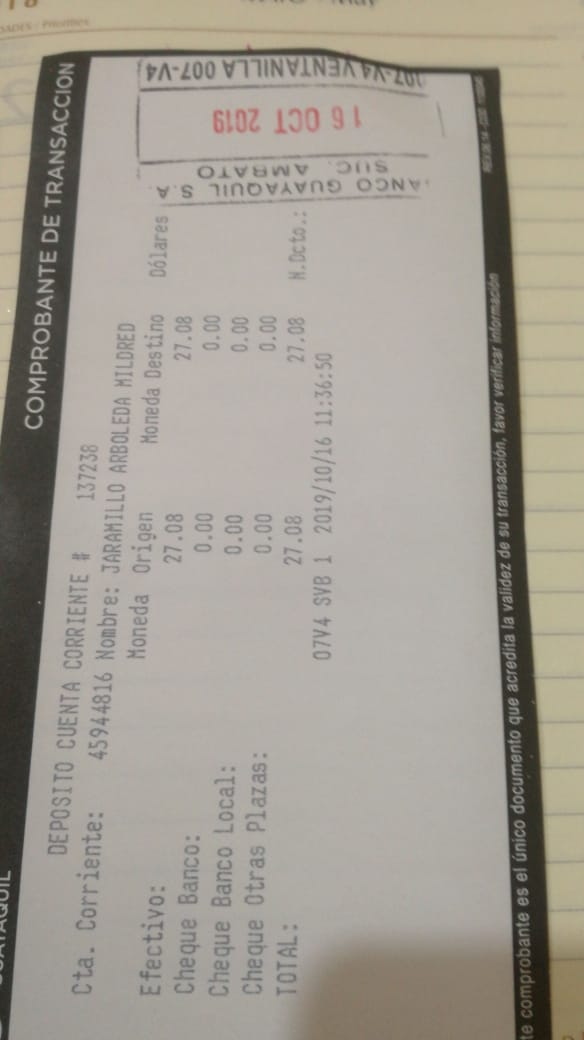 COMPROBANTE DE TRANSACCION
DEPOSITO CUENTA CORRIENTE # 137238
Cta. Corriente: 45944816 Nombre: JARAMILLO ARBOLEDA MILDRED
Moneda Origen Moneda Destino Dólares
Efectivo: 27.08 27.08
Cheque Banco: 0.00 0.00
Cheque Banco Local: 0.00 0.00
Cheque Otras Plazas: 0.00 0.00
TOTAL: 27.08 27.08 N.Dcto.:
07V4 SVB 1 2019/10/16 11:36:50
ANCO GUAYAQUIL S.A.
SUC. AMBATO
16 OCT 2019
007-V4 VENTANILLA 007-V4
te comprobante es el único documento que acredita la validez de su transacción, favor verificar información